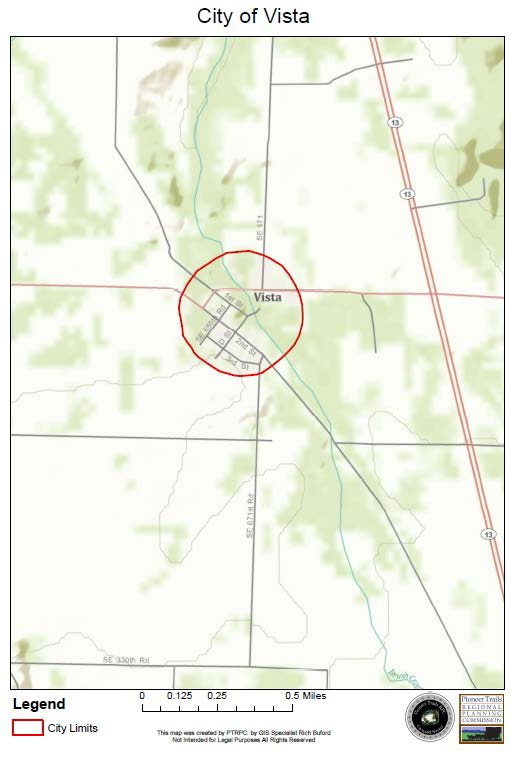 City of Vista
13
13
SE 671
Vista
1st St
SE 655th Rd
D St
2nd St
3rd St
SE 671st Rd
13
SE 330th Rd
Brush
Legend
City Limits
0 0.125 0.25 0.5 Miles
This map was created by PTRPC: by GIS Specialist Rich Buford
Not Intended for Legal Purposes All Rights Reserved
Pioneer Trails
REGIONAL
PLANNING
COMMISSION